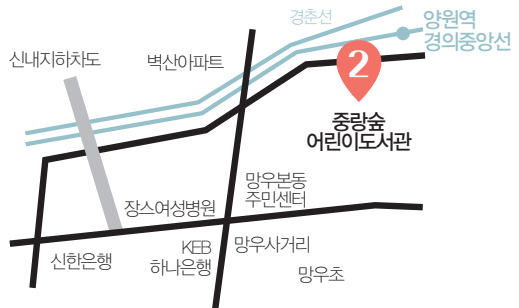 경춘선
양원역
경의중앙선
신내지하차도
벽산아파트
2
중랑숲
어린이도서관
망우본동
주민센터
장스여성병원
KEB
하나은행
망우사거리
신한은행
망우초